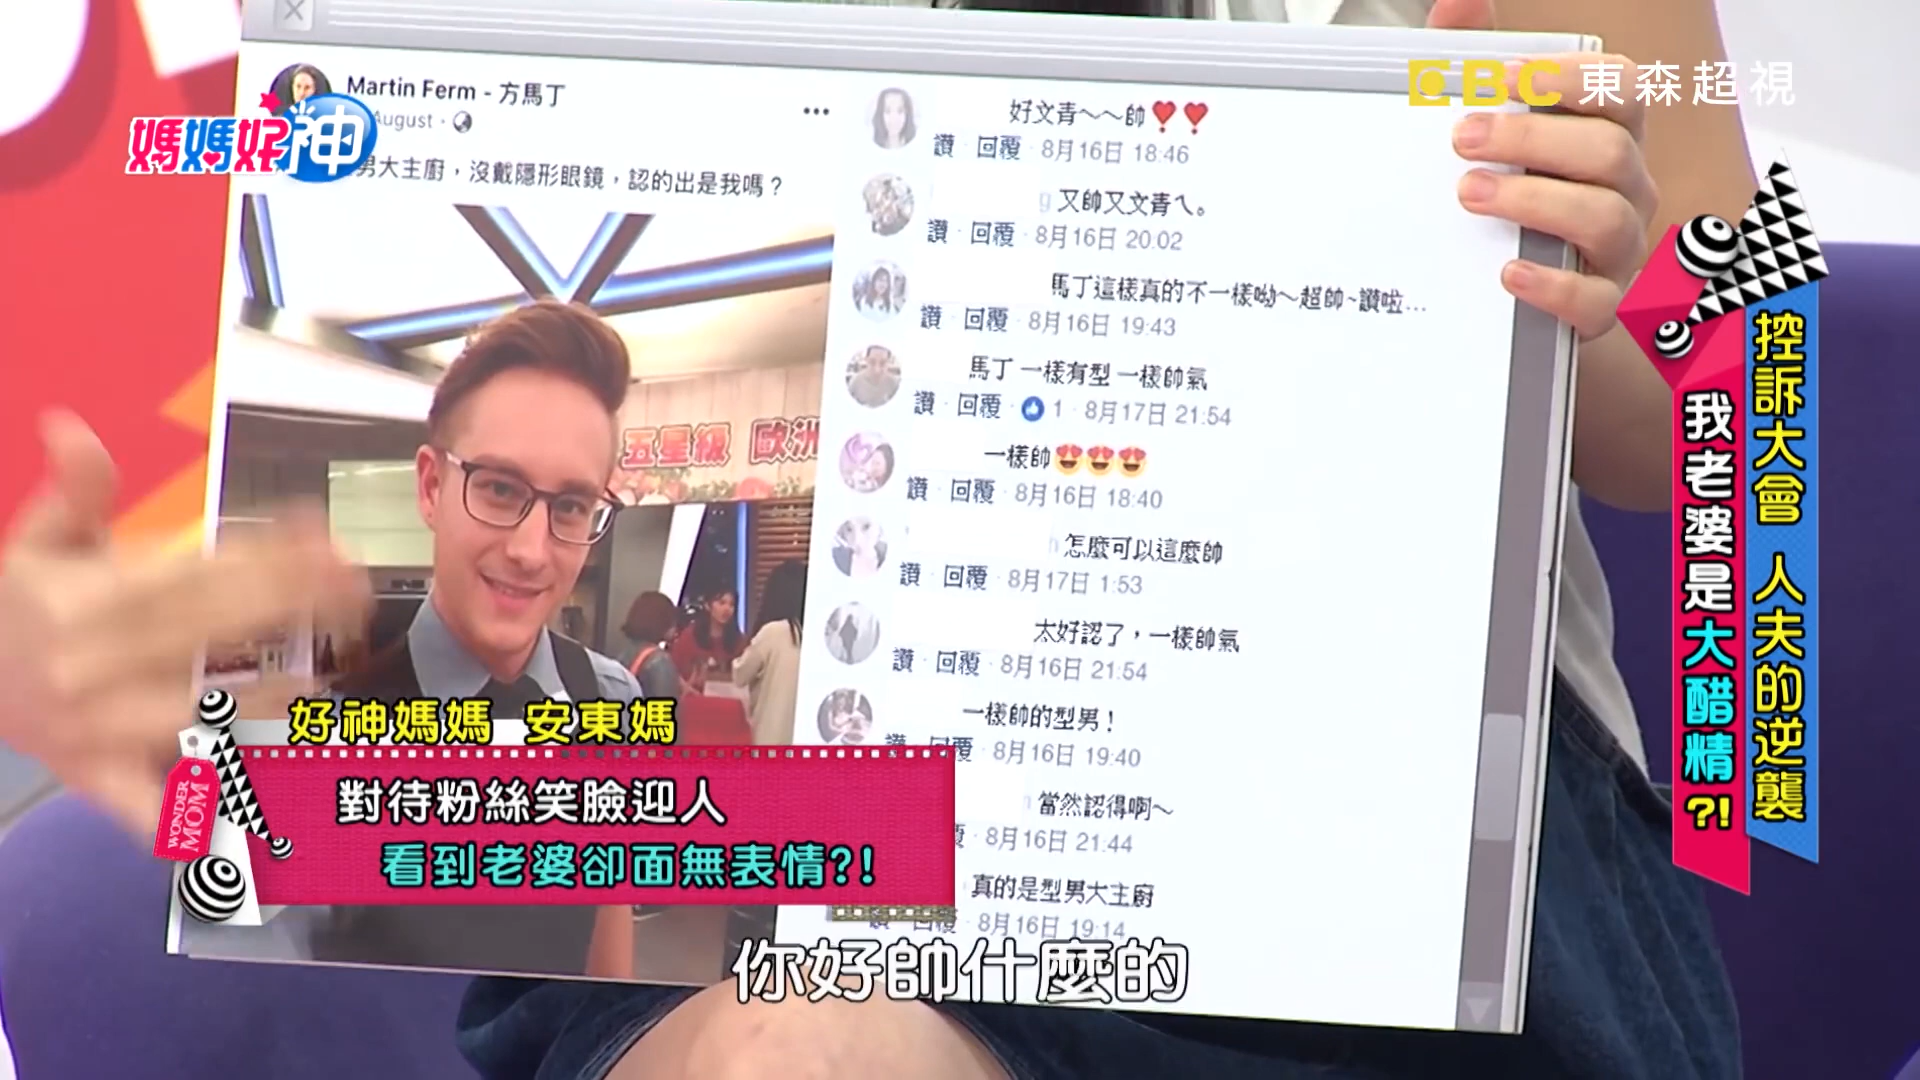 Martin Ferm - 方馬丁
August
男大主廚，沒戴隱形眼鏡，認的出是我嗎？
媽媽好神
五星級 歐洲
好文青～～帥
讚 · 回覆 · 8月16日 18:46
又帥又文青ㄟ。
讚 · 回覆 · 8月16日 20:02
馬丁這樣真的不一樣呦～超帥~讚啦…
讚 · 回覆 · 8月16日 19:43
馬丁 一樣有型 一樣帥氣
讚 · 回覆 · 1 · 8月17日 21:54
一樣帥
讚 · 回覆 · 8月16日 18:40
怎麼可以這麼帥
讚 · 回覆 · 8月17日 1:53
太好認了，一樣帥氣
讚 · 回覆 · 8月16日 21:54
一樣帥的型男！
讚 · 回覆 · 8月16日 19:40
當然認得啊～
8月16日 21:44
真的是型男大主廚
讚 · 回覆 · 8月16日 19:14
EBC 東森超視
控訴大會 人夫的逆襲
我老婆是大醋精?!
好神媽媽 安東媽
WONDER
MOM
對待粉絲笑臉迎人
看到老婆卻面無表情?!
你好帥什麼的